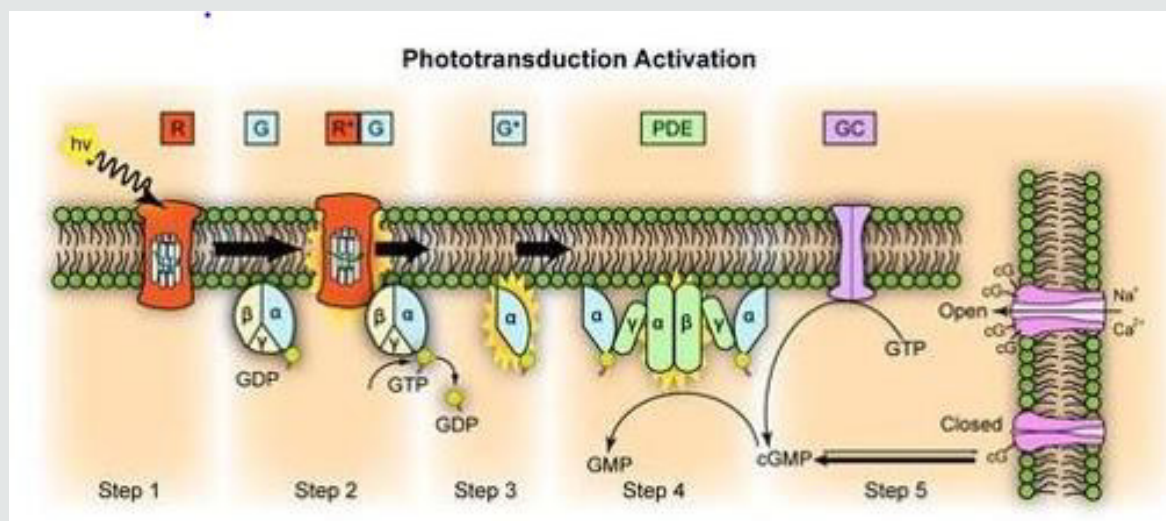 Phototransduction Activation
R
G
R* G
G*
PDE
GC
hv
β α
γ
GDP
β α
γ
GTP
GDP
α
α γ α β γ α
GMP
cGMP
GTP
cG
cG
Open
cG
cG
Na⁺
Ca²⁺
Closed
cG
Step 1
Step 2
Step 3
Step 4
Step 5